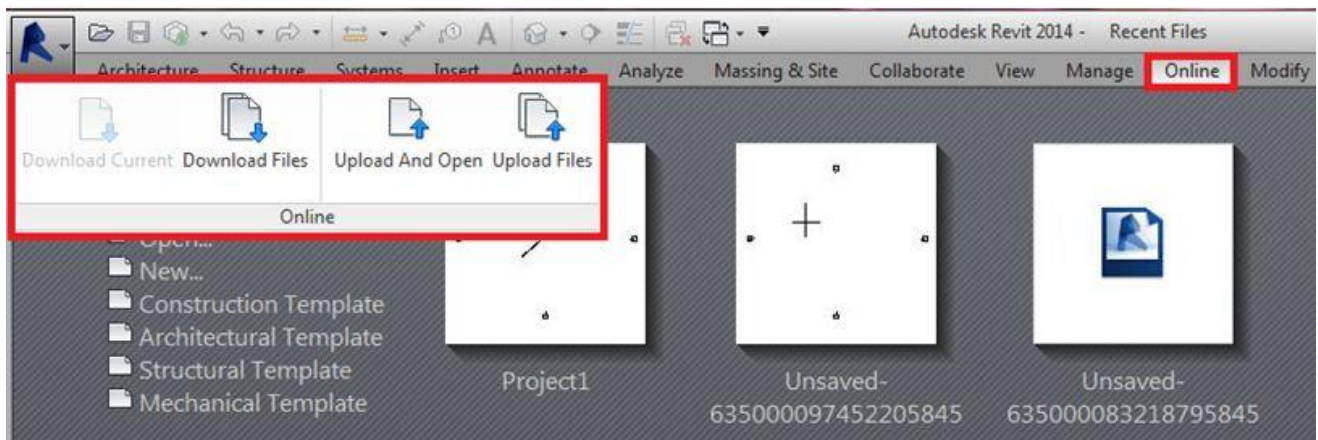 Autodesk Revit 2014 - Recent Files
Architecture Structure Systems Insert Annotate Analyze Massing & Site Collaborate View Manage Online Modify
Download Current Download Files Upload And Open Upload Files
Online
Open...
New...
Construction Template
Architectural Template
Structural Template
Mechanical Template
Project1
Unsaved-
635000097452205845
Unsaved-
635000083218795845